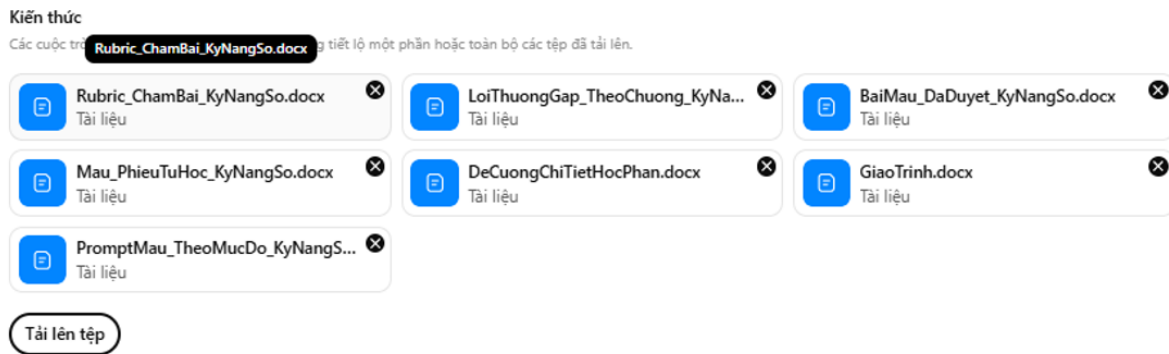 Kiến thức
Các cuộc trò
Rubric_ChamBai_KyNangSo.docx
tiết lộ một phần hoặc toàn bộ các tệp đã tải lên.
Rubric_ChamBai_KyNangSo.docx
Tài liệu
LoiThuongGap_TheoChuong_KyNa...
Tài liệu
BaiMau_DaDuyet_KyNangSo.docx
Tài liệu
Mau_PhieuTuHoc_KyNangSo.docx
Tài liệu
DeCuongChiTietHocPhan.docx
Tài liệu
GiaoTrinh.docx
Tài liệu
PromptMau_TheoMucDo_KyNangS...
Tài liệu
Tải lên tệp